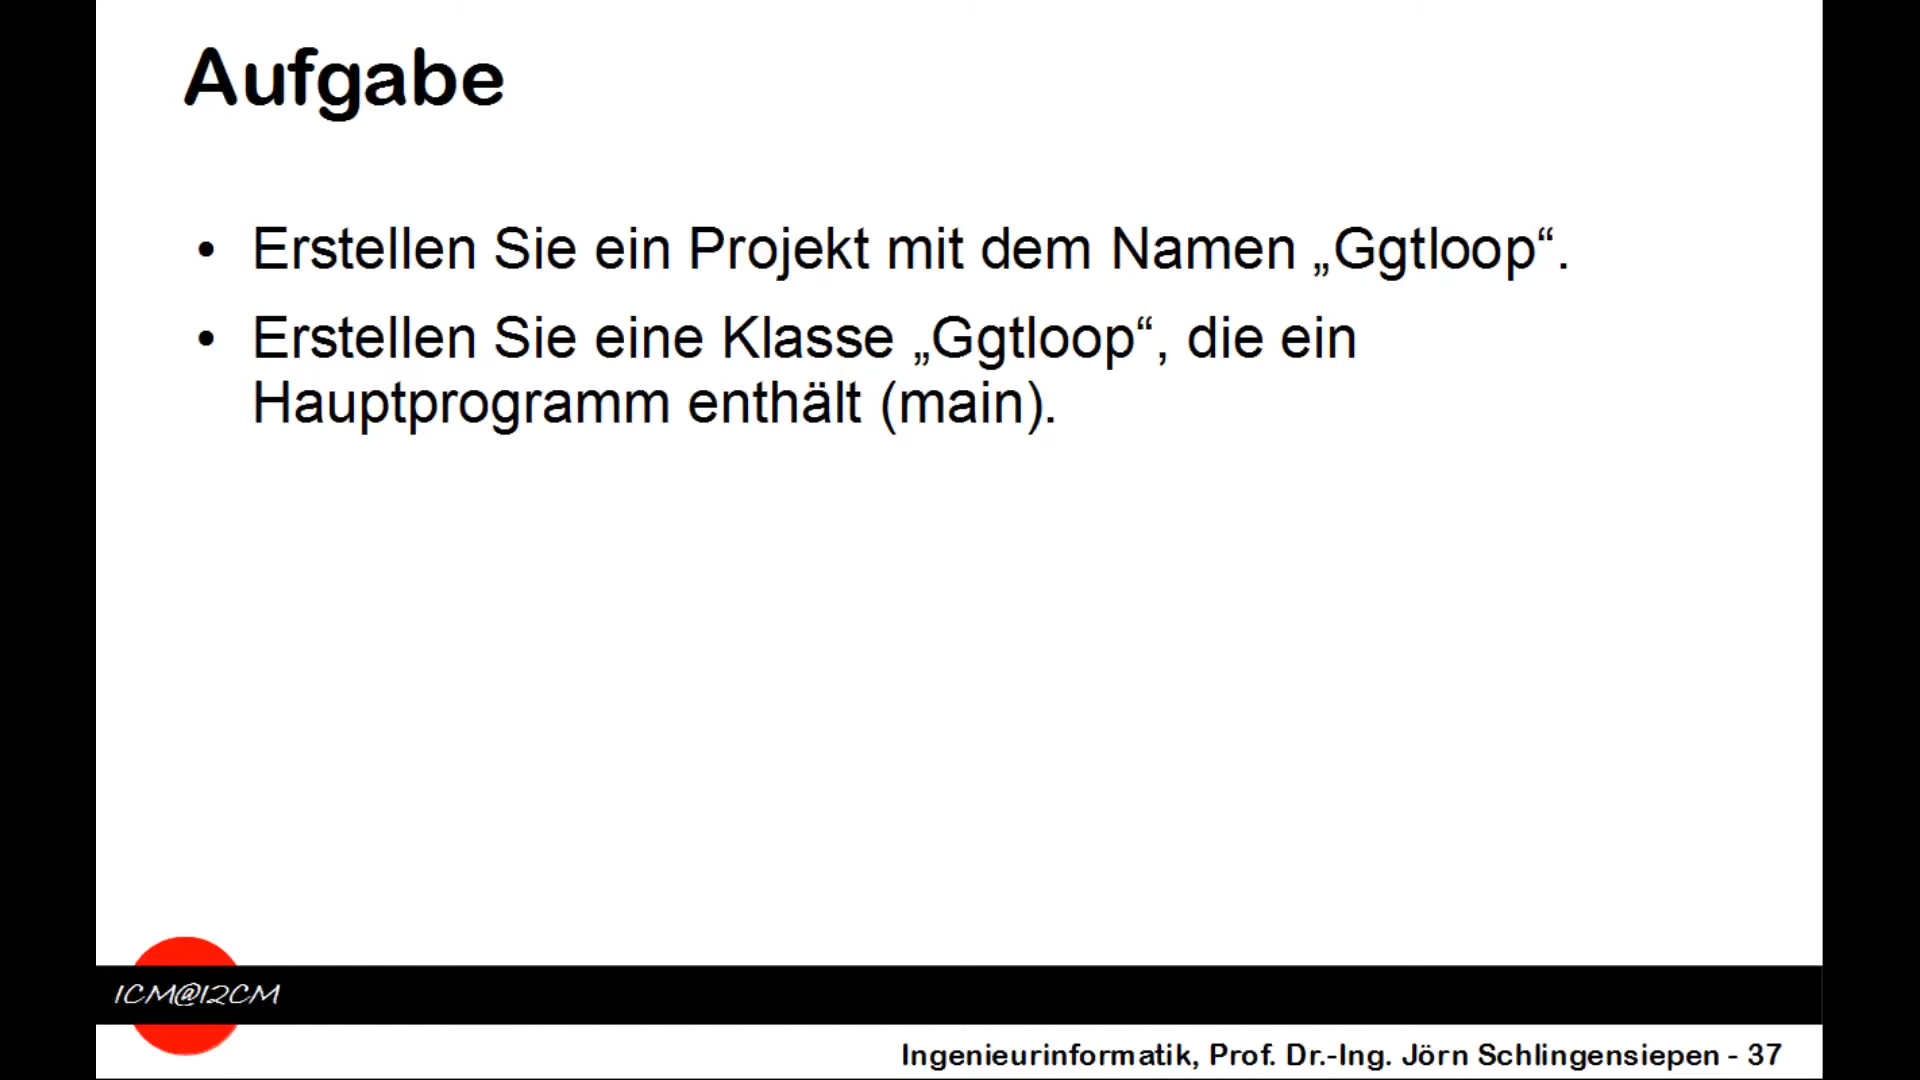 Aufgabe
• Erstellen Sie ein Projekt mit dem Namen „Ggtloop“.
• Erstellen Sie eine Klasse „Ggtloop“, die ein
Hauptprogramm enthält (main).
ICM@I2CM
Ingenieurinformatik, Prof. Dr.-Ing. Jörn Schlingensiepen - 37